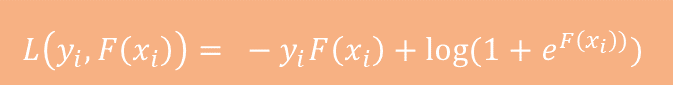 L(yᵢ, F(xᵢ)) = − yᵢF(xᵢ) + log(1 + e^{F(xᵢ))})